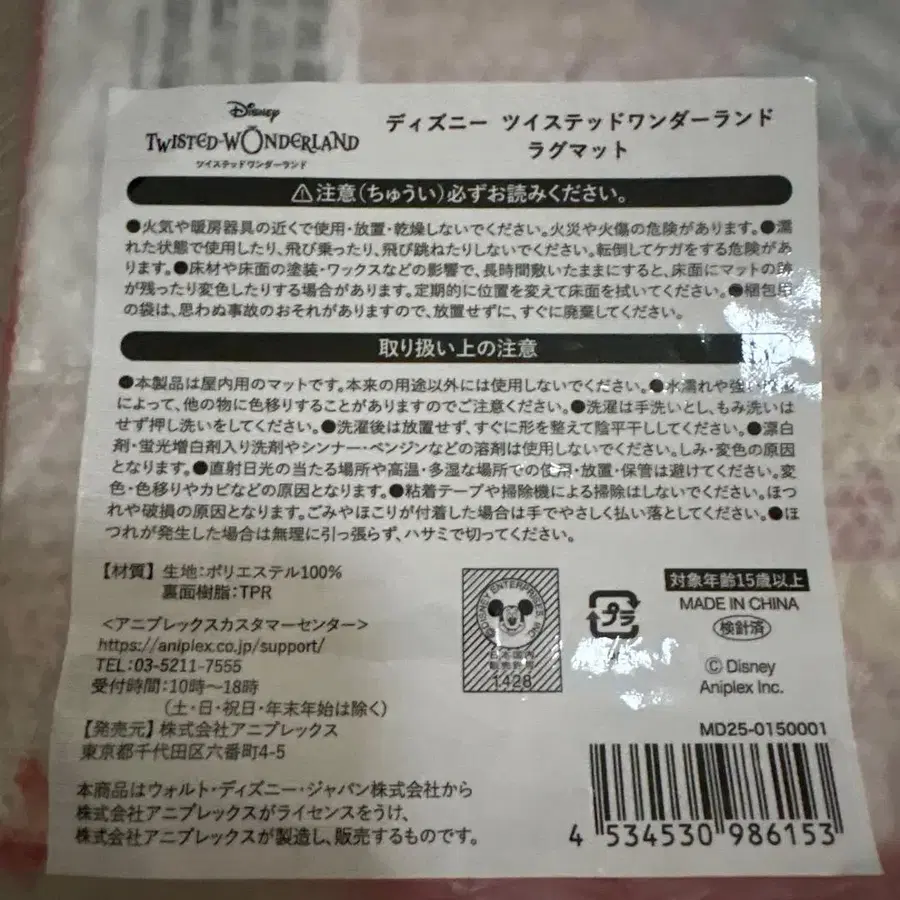 Disney
TWISTED-WONDERLAND
ツイステッドワンダーランド
ディズニー ツイステッドワンダーランド
ラグマット
⚠注意(ちゅうい)必ずお読みください。
●火気や暖房器具の近くで使用・放置・乾燥しないでください。火災や火傷の危険があります。●濡
れた状態で使用したり、飛び乗ったり、飛び跳ねたりしないでください。転倒してケガをする危険があ
ります。●床材や床面の塗装・ワックスなどの影響で、長時間敷いたままにすると、床面にマットの跡
が残ったり変色したりする場合があります。定期的に位置を変えて床面を拭いてください。●梱包用
の袋は、思わぬ事故のおそれがありますので、放置せずに、すぐに廃棄してください。
取り扱い上の注意
●本製品は屋内用のマットです。本来の用途以外には使用しないでください。●水濡れや強い
によって、他の物に色移りすることがありますのでご注意ください。●洗濯は手洗いとし、もみ洗いは
せず押し洗いをしてください。●洗濯後は放置せず、すぐに形を整えて陰平干ししてください。●漂白
剤・蛍光増白剤入り洗剤やシンナー・ベンジンなどの溶剤は使用しないでください。しみ・変色の原因
となります。●直射日光の当たる場所や高温・多湿な場所での使用・放置・保管は避けてください。変
色・色移りやカビなどの原因となります。●粘着テープや掃除機による掃除はしないでください。ほつ
れや破損の原因となります。ごみやほこりが付着した場合は手でやさしく払い落としてください。●ほ
つれが発生した場合は無理に引っ張らず、ハサミで切ってください。
【材質】生地:ポリエステル100%
裏面樹脂:TPR
<アニプレックスカスタマーセンター>
https://aniplex.co.jp/support/
TEL:03-5211-7555
受付時間:10時～18時
(土・日・祝日・年末年始は除く)
【発売元】株式会社アニプレックス
東京都千代田区六番町4-5
本商品はウォルト・ディズニー・ジャパン株式会社から
株式会社アニプレックスがライセンスをうけ、
株式会社アニプレックスが製造し、販売するものです。
©DISNEY ENTERPRISES INC.
日本国内
販売許可
1428
プラ
対象年齢15歳以上
MADE IN CHINA
検針済
© Disney
Aniplex Inc.
MD25-0150001
4 534530 986153